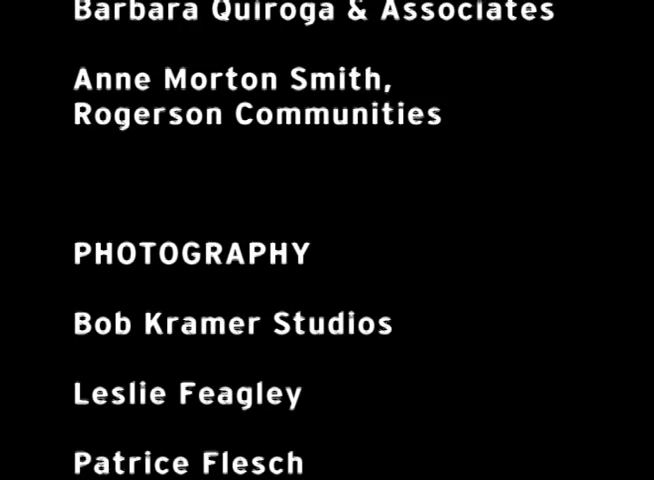 Barbara Quiroga & Associates
Anne Morton Smith,
Rogerson Communities
PHOTOGRAPHY
Bob Kramer Studios
Leslie Feagley
Patrice Flesch